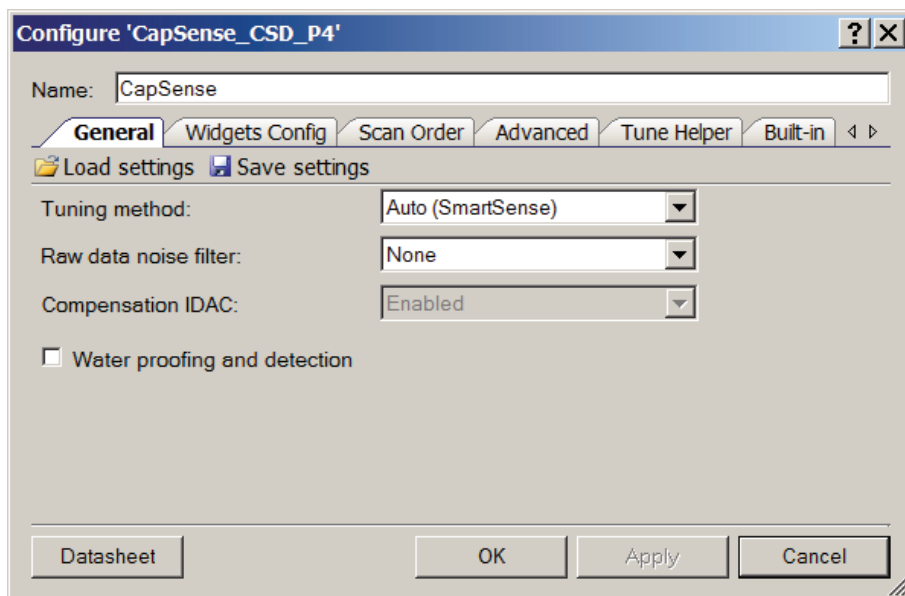 Configure 'CapSense_CSD_P4'
Name: CapSense
General Widgets Config Scan Order Advanced Tune Helper Built-in
Load settings Save settings
Tuning method: Auto (SmartSense)
Raw data noise filter: None
Compensation IDAC: Enabled
Water proofing and detection
Datasheet OK Apply Cancel